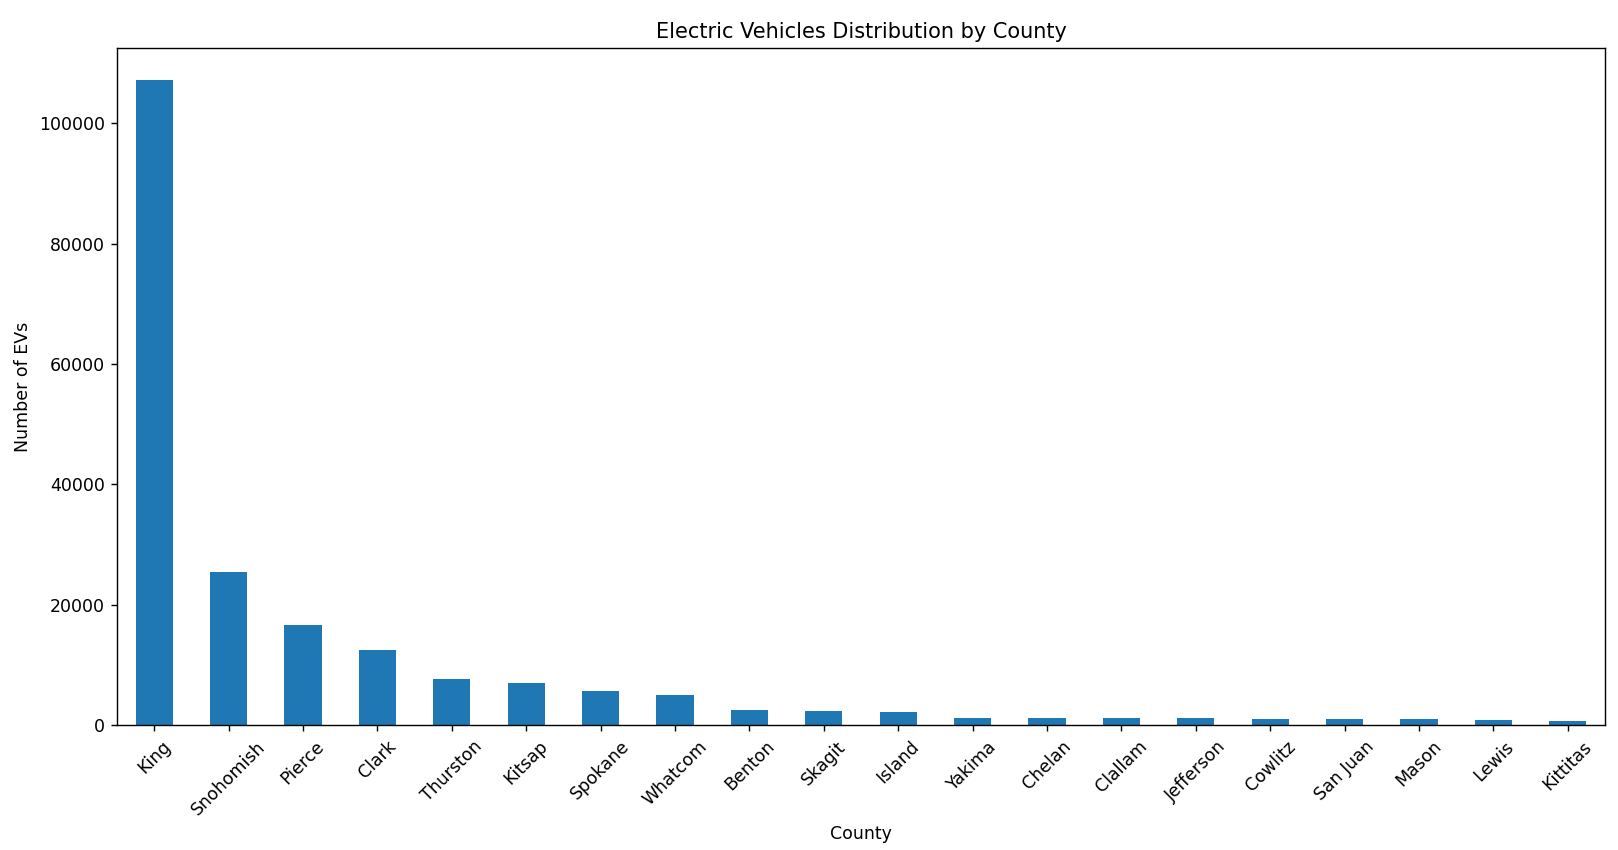 Electric Vehicles Distribution by County
Number of EVs
100000
80000
60000
40000
20000
0
King
Snohomish
Pierce
Clark
Thurston
Kitsap
Spokane
Whatcom
Benton
Skagit
Island
Yakima
Chelan
Clallam
Jefferson
Cowlitz
San Juan
Mason
Lewis
Kittitas
County